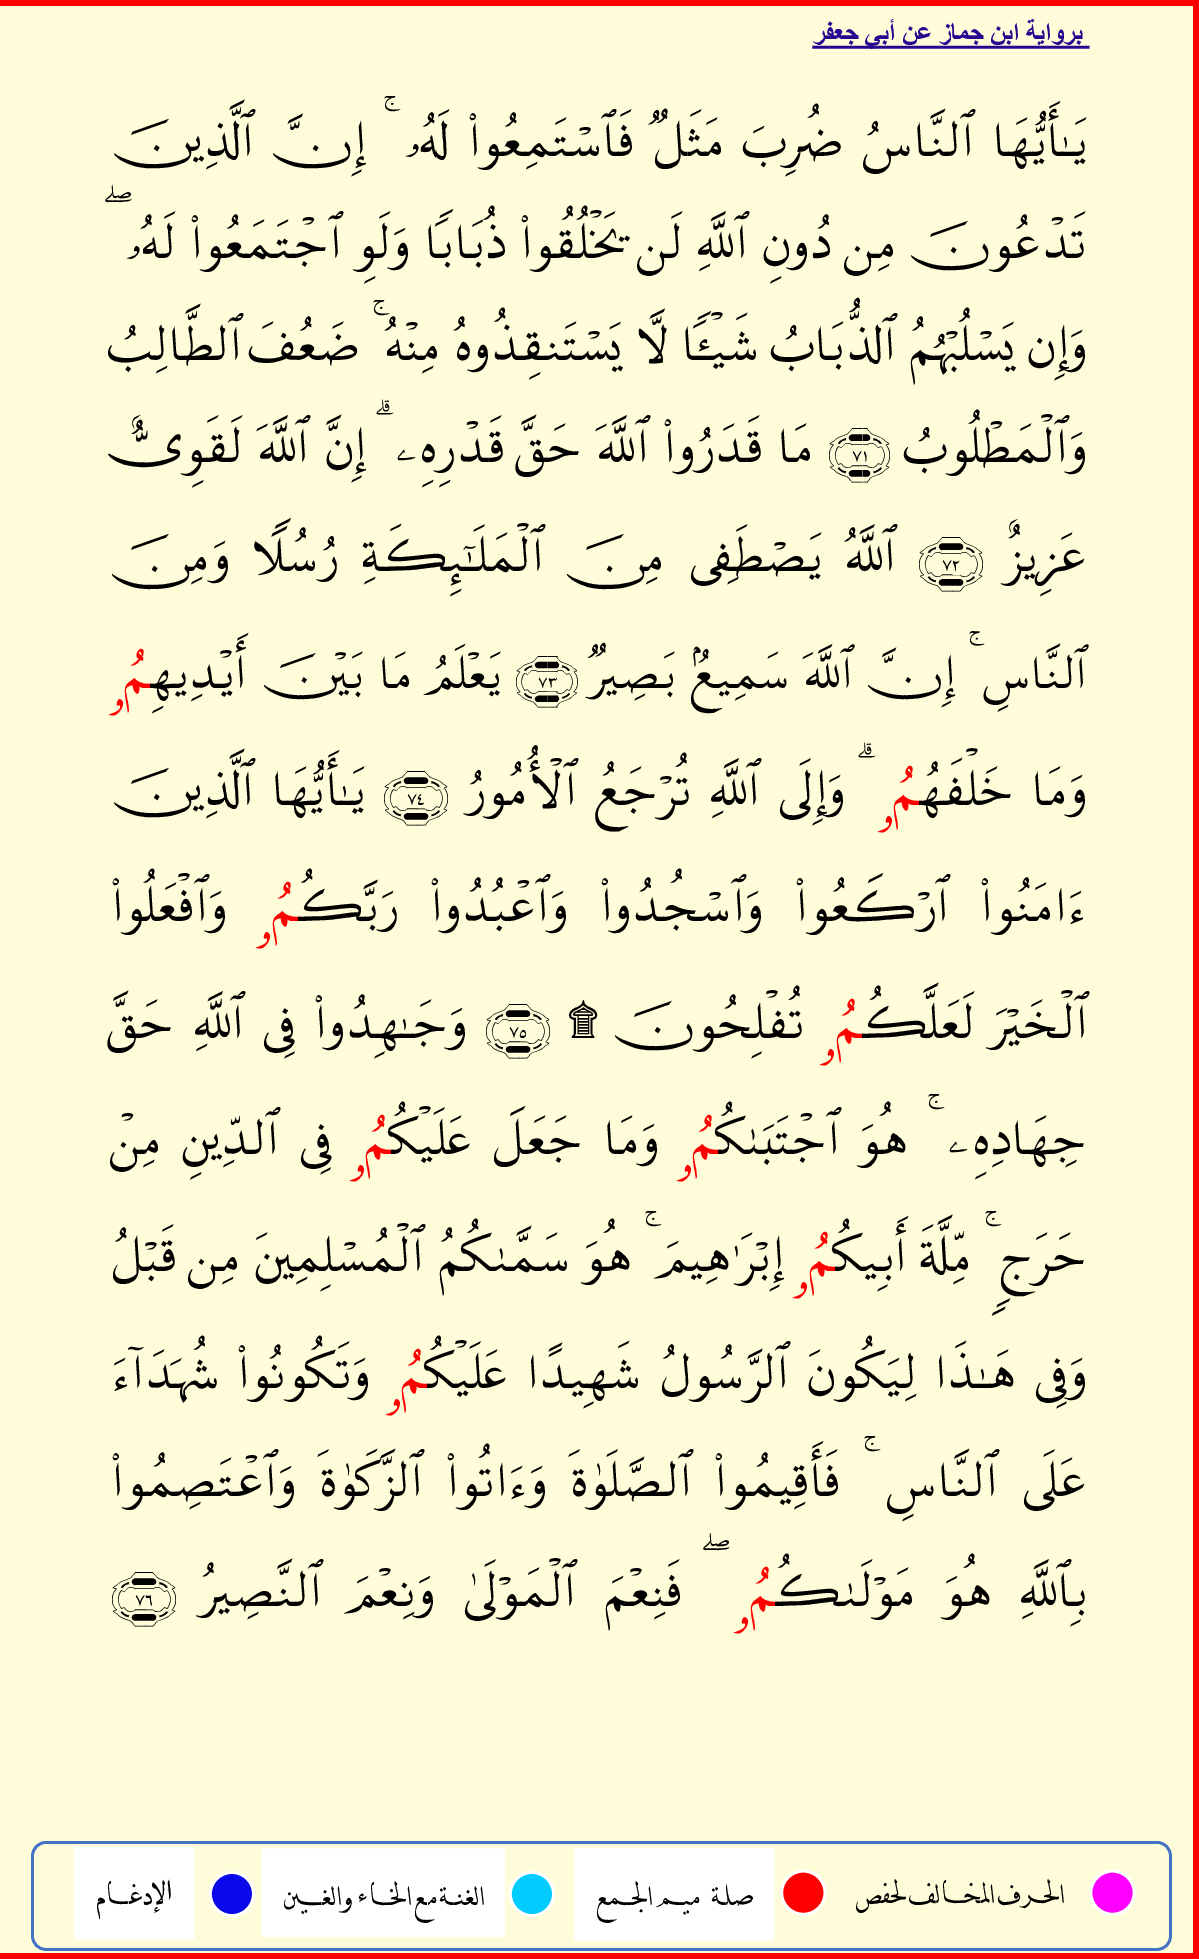 برواية ابن جماز عن أبي جعفر
يَـٰٓأَيُّهَا ٱلنَّاسُ ضُرِبَ مَثَلٌ فَٱسْتَمِعُوا۟ لَهُۥٓ ۚ إِنَّ ٱلَّذِينَ
تَدْعُونَ مِن دُونِ ٱللَّهِ لَن يَخْلُقُوا۟ ذُبَابًا وَلَوِ ٱجْتَمَعُوا۟ لَهُۥ ۖ
وَإِن يَسْلُبْهُمُ ٱلذُّبَابُ شَيْـًٔا لَّا يَسْتَنقِذُوهُ مِنْهُ ۚ ضَعُفَ ٱلطَّالِبُ
وَٱلْمَطْلُوبُ ٧١ مَا قَدَرُوا۟ ٱللَّهَ حَقَّ قَدْرِهِۦ ۗ إِنَّ ٱللَّهَ لَقَوِىٌّ
عَزِيزٌ ٧٢ ٱللَّهُ يَصْطَفِى مِنَ ٱلْمَلَـٰٓئِكَةِ رُسُلًا وَمِنَ
ٱلنَّاسِ ۚ إِنَّ ٱللَّهَ سَمِيعٌۢ بَصِيرٌ ٧٣ يَعْلَمُ مَا بَيْنَ أَيْدِيهِمُۥ
وَمَا خَلْفَهُمُۥ ۗ وَإِلَى ٱللَّهِ تُرْجَعُ ٱلْأُمُورُ ٧٤ يَـٰٓأَيُّهَا ٱلَّذِينَ
ءَامَنُوا۟ ٱرْكَعُوا۟ وَٱسْجُدُوا۟ وَٱعْبُدُوا۟ رَبَّكُمُۥ وَٱفْعَلُوا۟
ٱلْخَيْرَ لَعَلَّكُمُۥ تُفْلِحُونَ ۩ ٧٥ وَجَـٰهِدُوا۟ فِى ٱللَّهِ حَقَّ
جِهَادِهِۦ ۚ هُوَ ٱجْتَبَىٰكُمُۥ وَمَا جَعَلَ عَلَيْكُمُۥ فِى ٱلدِّينِ مِنْ
حَرَجٍ ۚ مِّلَّةَ أَبِيكُمُۥ إِبْرَٰهِيمَ ۚ هُوَ سَمَّىٰكُمُ ٱلْمُسْلِمِينَ مِن قَبْلُ
وَفِى هَـٰذَا لِيَكُونَ ٱلرَّسُولُ شَهِيدًا عَلَيْكُمُۥ وَتَكُونُوا۟ شُهَدَآءَ
عَلَى ٱلنَّاسِ ۚ فَأَقِيمُوا۟ ٱلصَّلَوٰةَ وَءَاتُوا۟ ٱلزَّكَوٰةَ وَٱعْتَصِمُوا۟
بِٱللَّهِ هُوَ مَوْلَىٰكُمُۥ ۖ فَنِعْمَ ٱلْمَوْلَىٰ وَنِعْمَ ٱلنَّصِيرُ ٧٦
الحرف المخالف لحفص صلة ميم الجمع الغنة مع الخاء والغين الإدغام